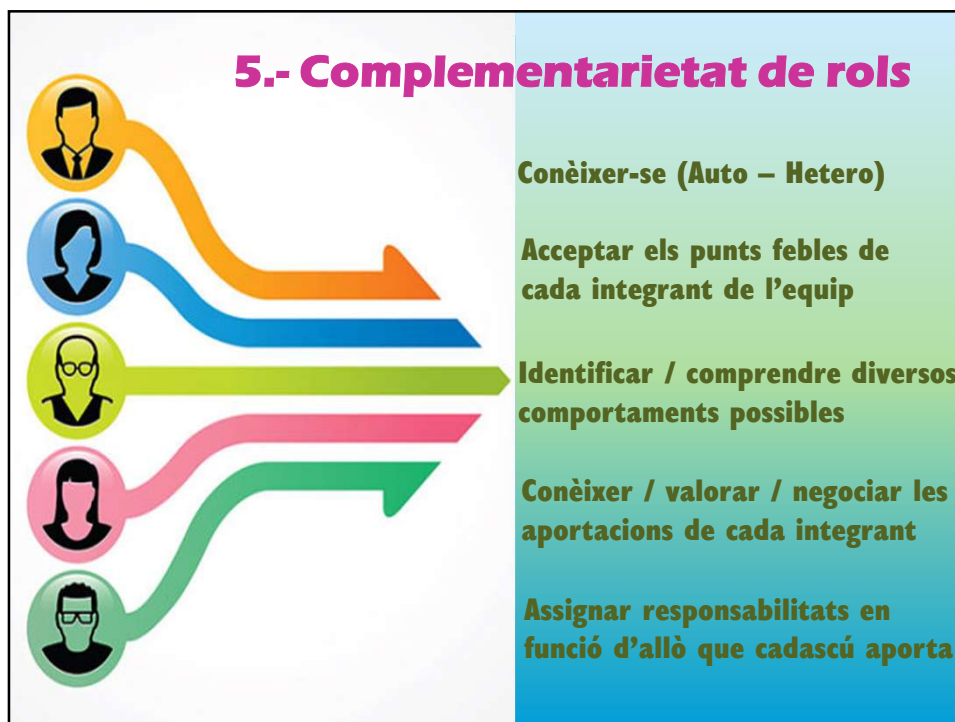 5.- Complementarietat de rols
Conèixer-se (Auto – Hetero)
Acceptar els punts febles de
cada integrant de l’equip
Identificar / comprendre diversos
comportaments possibles
Conèixer / valorar / negociar les
aportacions de cada integrant
Assignar responsabilitats en
funció d’allò que cadascú aporta